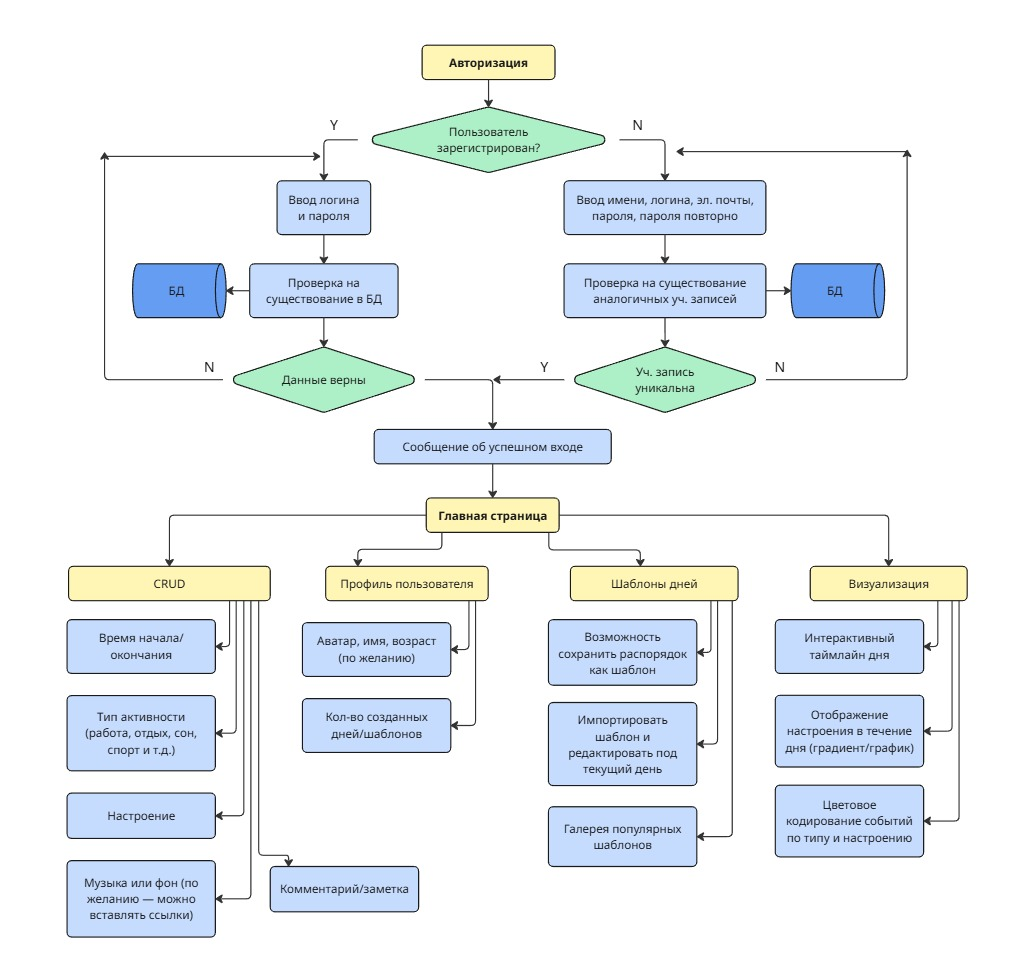 Авторизация
Y
N
Пользователь
зарегистрирован?
Ввод логина
и пароля
Ввод имени, логина, эл. почты,
пароля, пароля повторно
БД
Проверка на
существование в БД
Проверка на существование
аналогичных уч. записей
БД
N
Данные верны
Y
Уч. запись
уникальна
N
Сообщение об успешном входе
Главная страница
CRUD
Профиль пользователя
Шаблоны дней
Визуализация
Время начала/
окончания
Тип активности
(работа, отдых, сон,
спорт и т.д.)
Настроение
Музыка или фон (по
желанию — можно
вставлять ссылки)
Комментарий/заметка
Аватар, имя, возраст
(по желанию)
Кол-во созданных
дней/шаблонов
Возможность
сохранить распорядок
как шаблон
Импортировать
шаблон и
редактировать под
текущий день
Галерея популярных
шаблонов
Интерактивный
таймлайн дня
Отображение
настроения в течение
дня (градиент/график)
Цветовое
кодирование событий
по типу и настроению